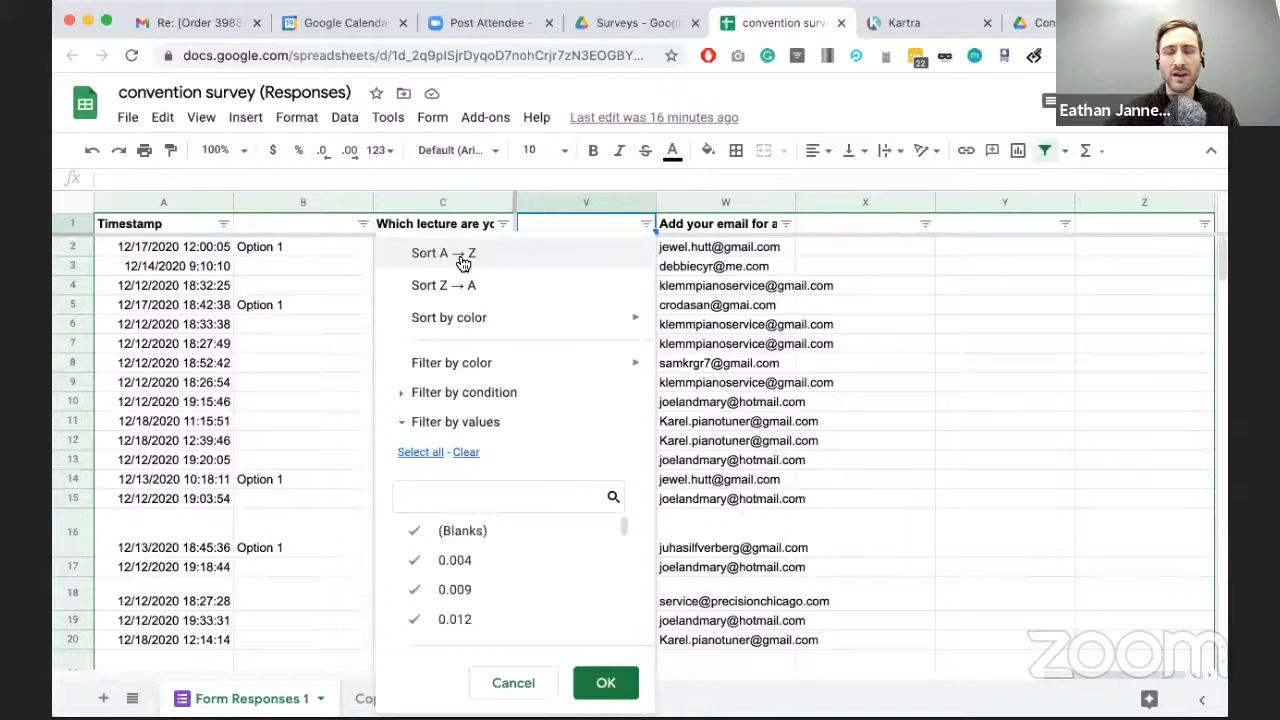 Re: [Order 3988
Google Calenda
Post Attendee -
Surveys - Goog
convention surv
Kartra
Con
docs.google.com/spreadsheets/d/1d_2q9pISjrDyqoD7nohCrjr7zN3EOGBY...
22
Eathan Janne...
convention survey (Responses)
File Edit View Insert Format Data Tools Form Add-ons Help Last edit was 16 minutes ago
100% $ % .0 .00 123 Default (Ari... 10 B I S A
fx
A B C V W X Y Z
1 Timestamp Which lecture are yo Add your email for a
2 12/17/2020 12:00:05 Option 1 jewel.hutt@gmail.com
3 12/14/2020 9:10:10 debbiecyr@me.com
4 12/12/2020 18:32:25 klemmpianoservice@gmail.com
5 12/17/2020 18:42:38 Option 1 crodasan@gmai.com
6 12/12/2020 18:33:38 klemmpianoservice@gmail.com
7 12/12/2020 18:27:49 klemmpianoservice@gmail.com
8 12/12/2020 18:52:42 samkrgr7@gmail.com
9 12/12/2020 18:26:54 klemmpianoservice@gmail.com
10 12/12/2020 19:15:46 joelandmary@hotmail.com
11 12/18/2020 11:15:51 Karel.pianotuner@gmail.com
12 12/18/2020 12:39:46 Karel.pianotuner@gmail.com
13 12/12/2020 19:20:05 joelandmary@hotmail.com
14 12/13/2020 10:18:11 Option 1 jewel.hutt@gmail.com
15 12/12/2020 19:03:54 joelandmary@hotmail.com
16 12/13/2020 18:45:36 Option 1 juhasilfverberg@gmail.com
17 12/12/2020 19:18:44 joelandmary@hotmail.com
18 12/12/2020 18:27:28 service@precisionchicago.com
19 12/12/2020 19:33:31 joelandmary@hotmail.com
20 12/18/2020 12:14:14 Karel.pianotuner@gmail.com
Sort A → Z
Sort Z → A
Sort by color
Filter by color
Filter by condition
Filter by values
Select all - Clear
(Blanks)
0.004
0.009
0.012
Cancel OK
Form Responses 1
Cop
zoom